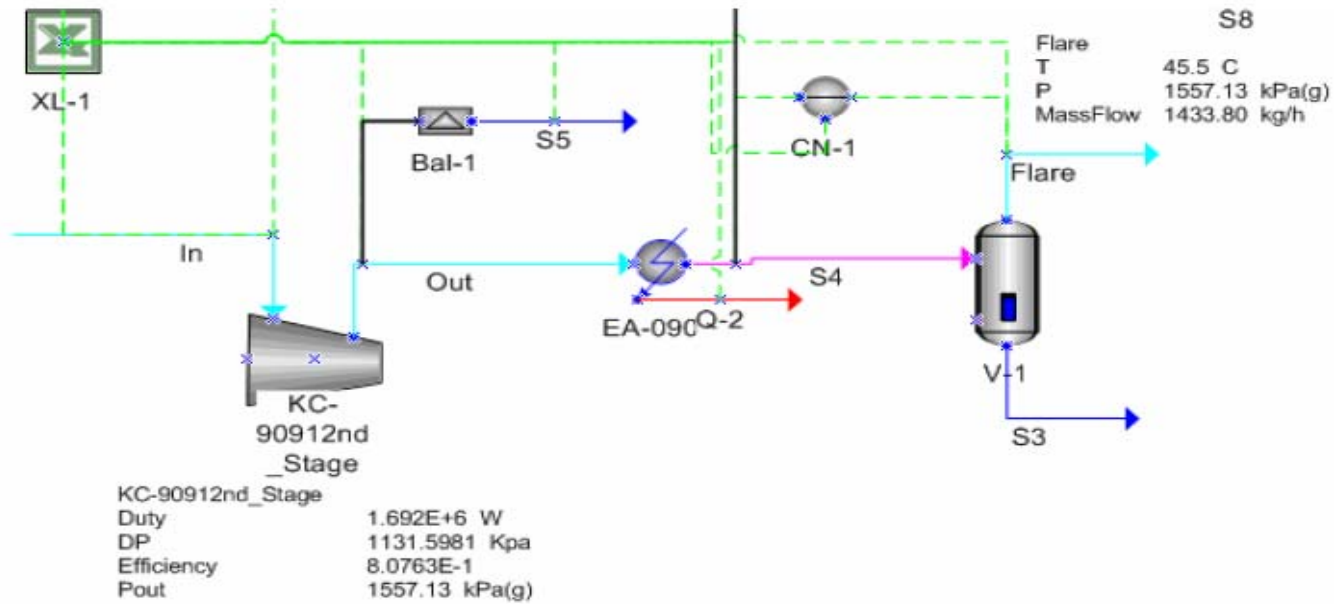 S8
Flare
T 45.5 C
P 1557.13 kPa(g)
MassFlow 1433.80 kg/h
XL-1
Bal-1
S5
CN-1
Flare
In
Out
S4
EA-090
Q-2
V-1
S3
KC-
90912nd
_Stage
KC-90912nd_Stage
Duty 1.692E+6 W
DP 1131.5981 Kpa
Efficiency 8.0763E-1
Pout 1557.13 kPa(g)